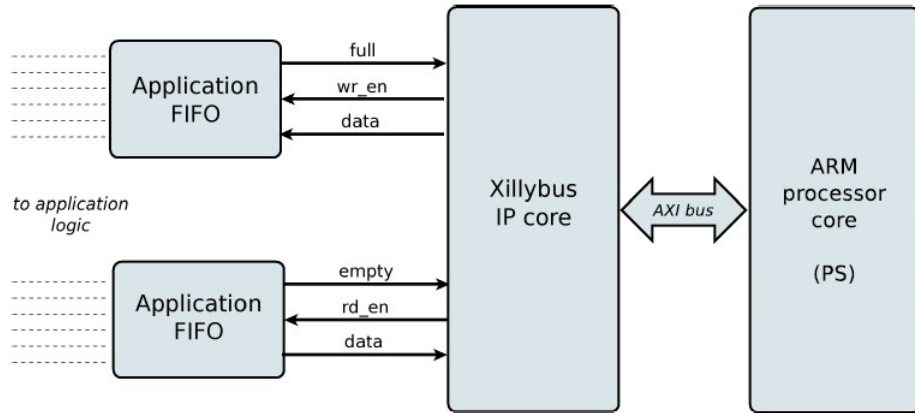 Application
FIFO
full
wr_en
data
to application
logic
Application
FIFO
empty
rd_en
data
Xillybus
IP core
AXI bus
ARM
processor
core
(PS)